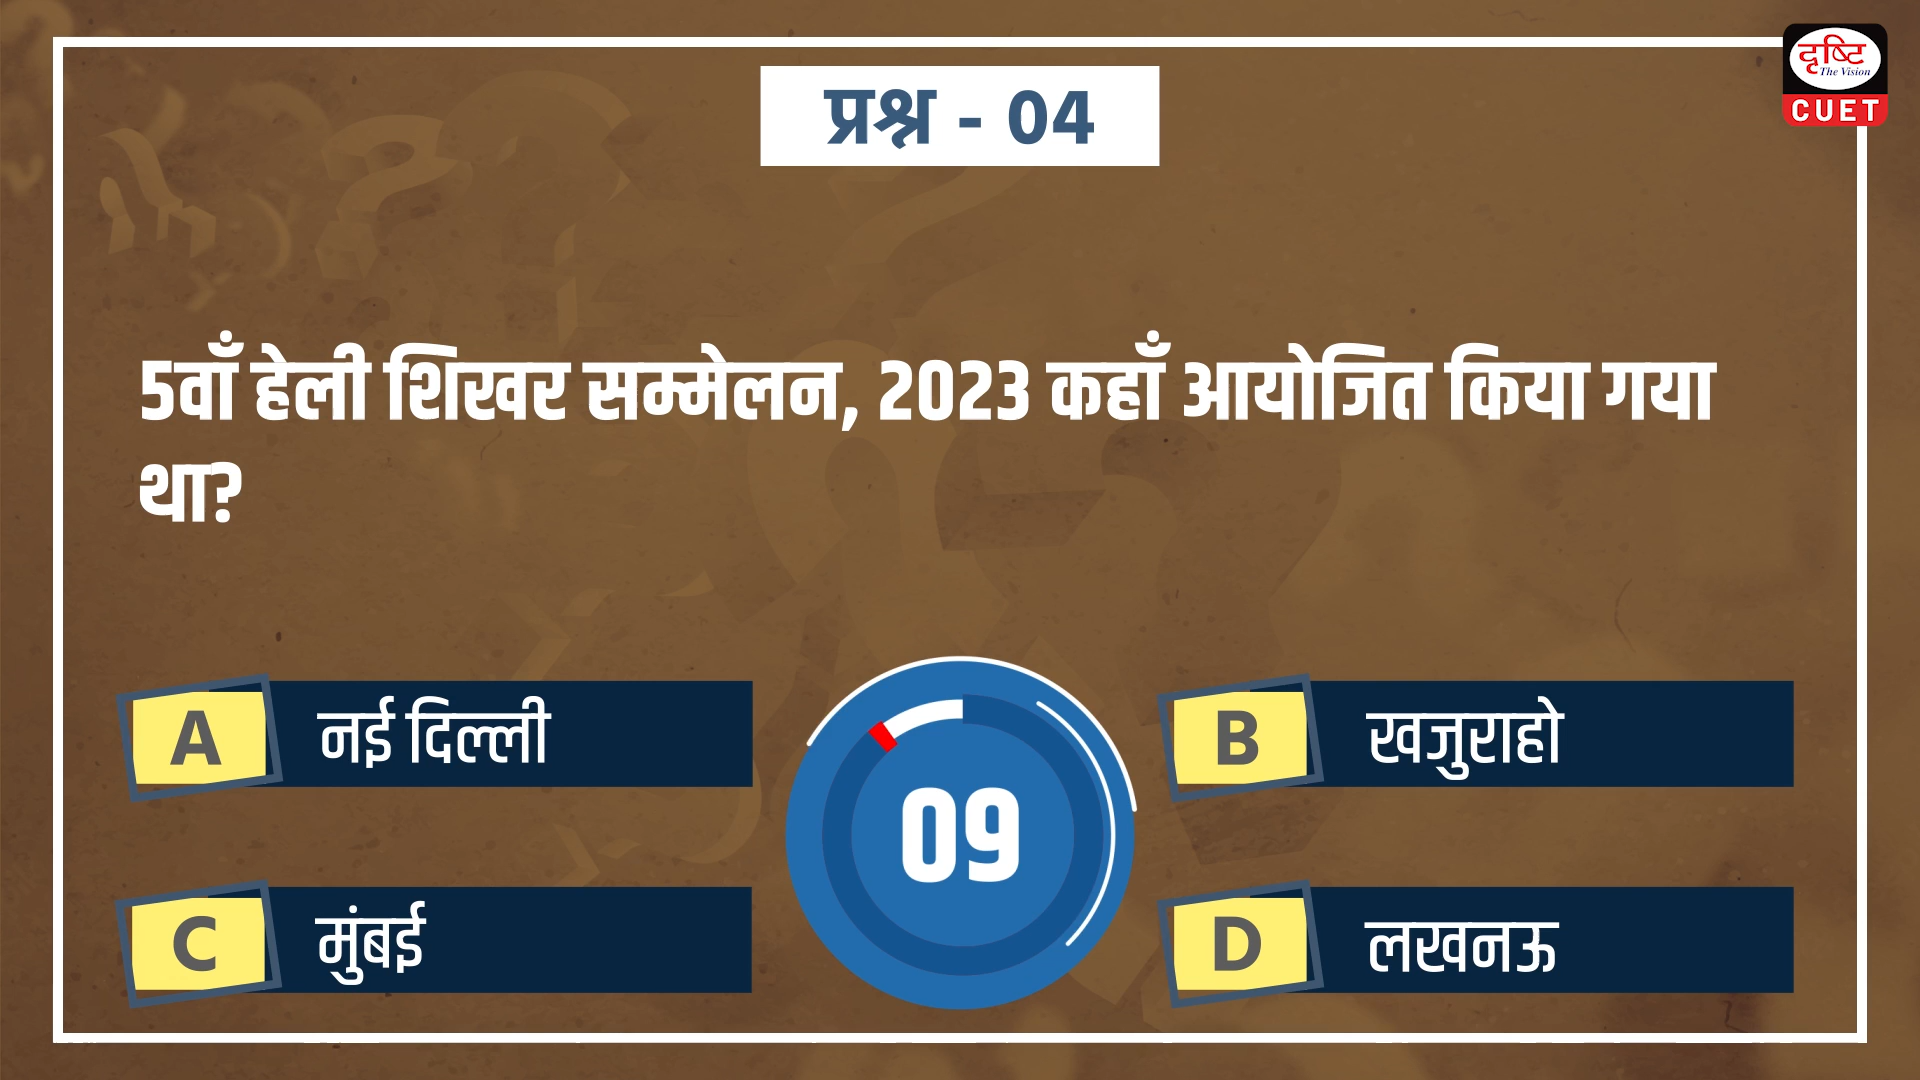 दृष्टि
The Vision
CUET
प्रश्न - 04
5वाँ हेली शिखर सम्मेलन, 2023 कहाँ आयोजित किया गया
था?
A नई दिल्ली
B खजुराहो
09
C मुंबई
D लखनऊ